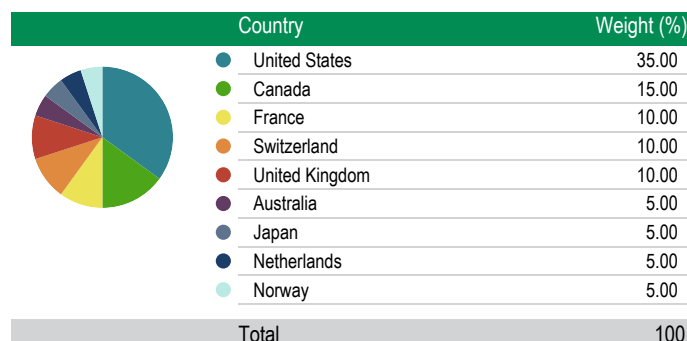 Country Weight (%)
United States 35.00
Canada 15.00
France 10.00
Switzerland 10.00
United Kingdom 10.00
Australia 5.00
Japan 5.00
Netherlands 5.00
Norway 5.00
Total 100